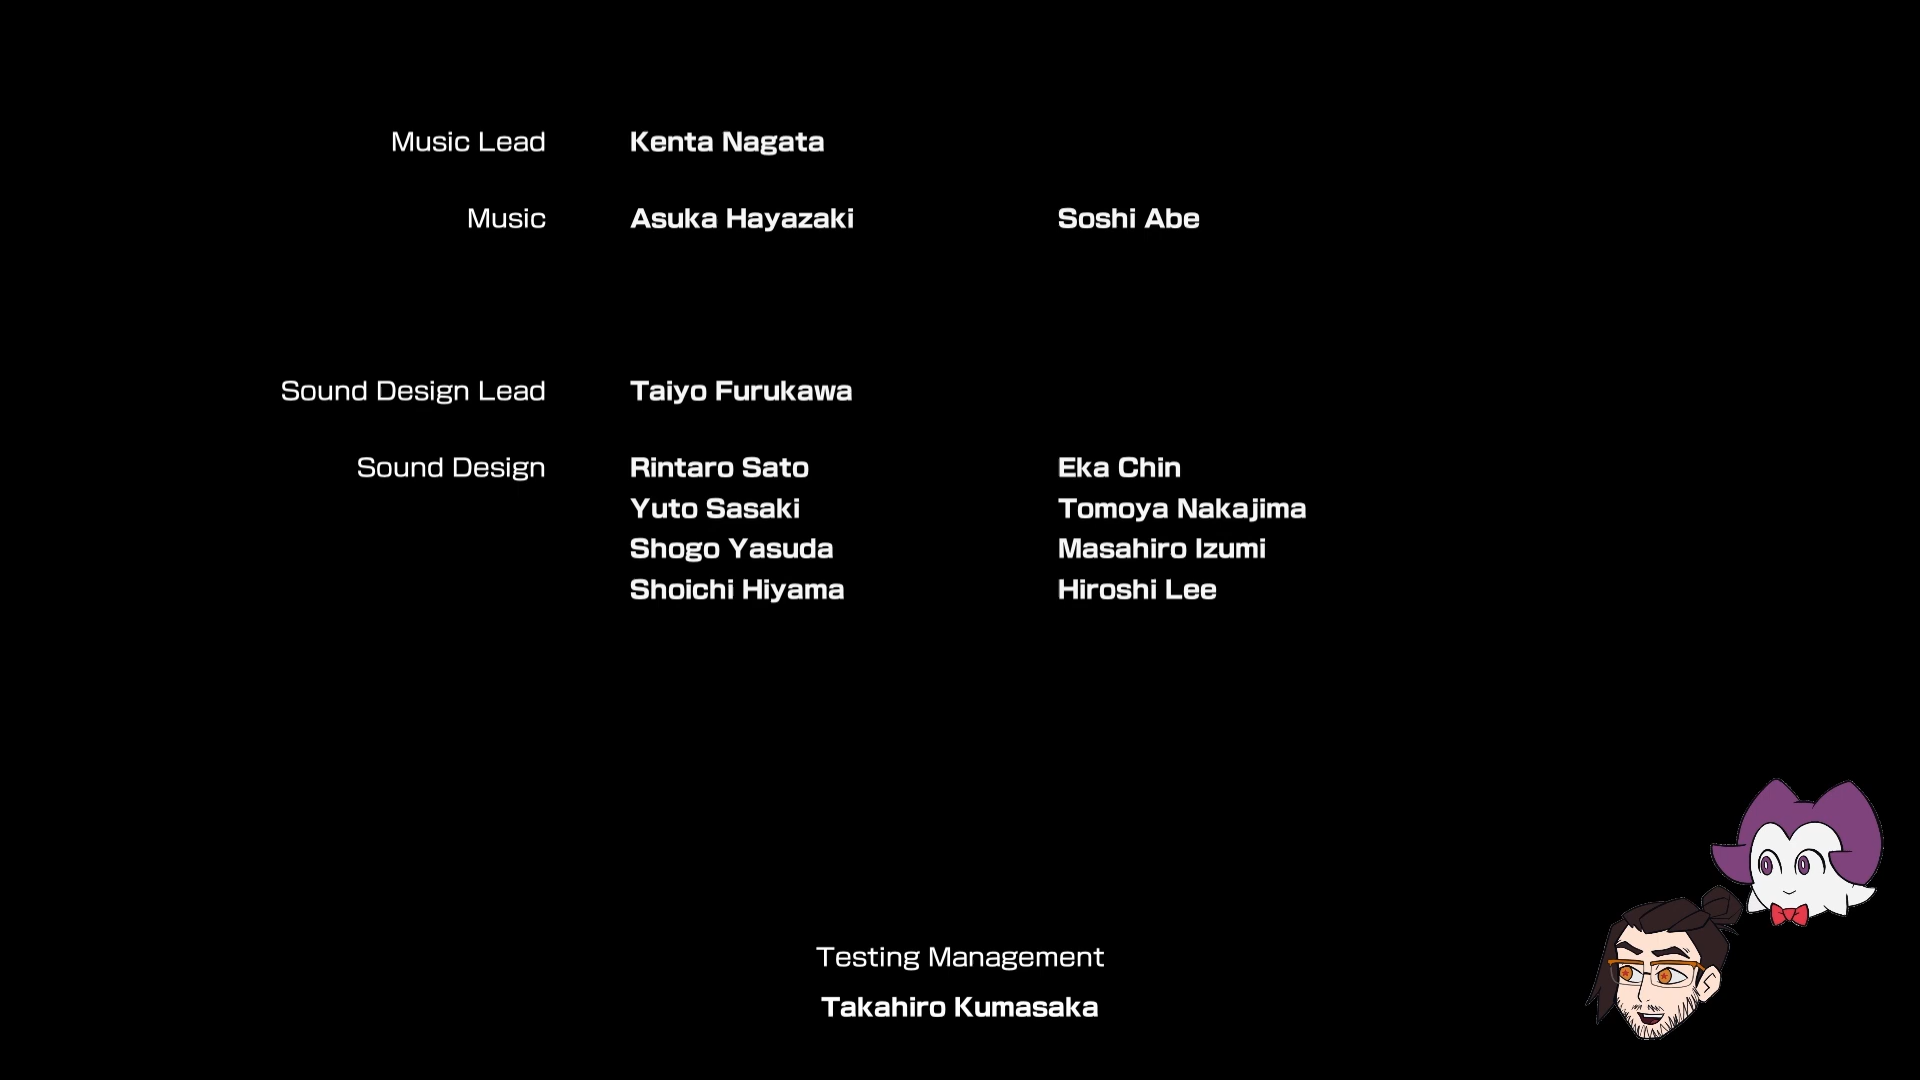 Music Lead Kenta Nagata
Music Asuka Hayazaki Soshi Abe
Sound Design Lead Taiyo Furukawa
Sound Design Rintaro Sato Eka Chin
Yuto Sasaki Tomoya Nakajima
Shogo Yasuda Masahiro Izumi
Shoichi Hiyama Hiroshi Lee
Testing Management
Takahiro Kumasaka